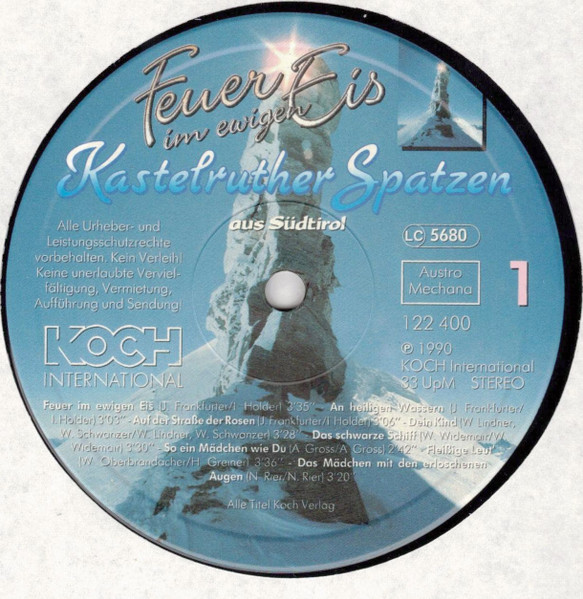 Feuer Eis
im ewigen
Kastelruther Spatzen
aus Südtirol
Alle Urheber- und
Leistungsschutzrechte
vorbehalten. Kein Verleih!
Keine unerlaubte Verviel-
fältigung, Vermietung,
Aufführung und Sendung!
KOCH
INTERNATIONAL
LC 5680
Austro
Mechana
1
122 400
℗ 1990
KOCH International
33 UpM STEREO
Feuer im ewigen Eis (J. Frankfurter/I. Holder) 3'35" - An heiligen Wassern (J. Frankfurter/
I. Holder) 3'03" - Auf der Straße der Rosen (J. Frankfurter/I. Holder) 3'06" - Dein Kind (W. Lindner,
W. Schwanzer/W. Lindner, W. Schwanzer) 3'28" - Das schwarze Schiff (W. Widemair/W.
Widemair) 3'30" - So ein Mädchen wie Du (A. Gross/A. Gross) 2'42" - Fleißige Leut'
(W. Oberbrandacher/H. Greiner) 3'36" - Das Mädchen mit den erloschenen
Augen (N. Rier/N. Rier) 3'20"
Alle Titel Koch Verlag